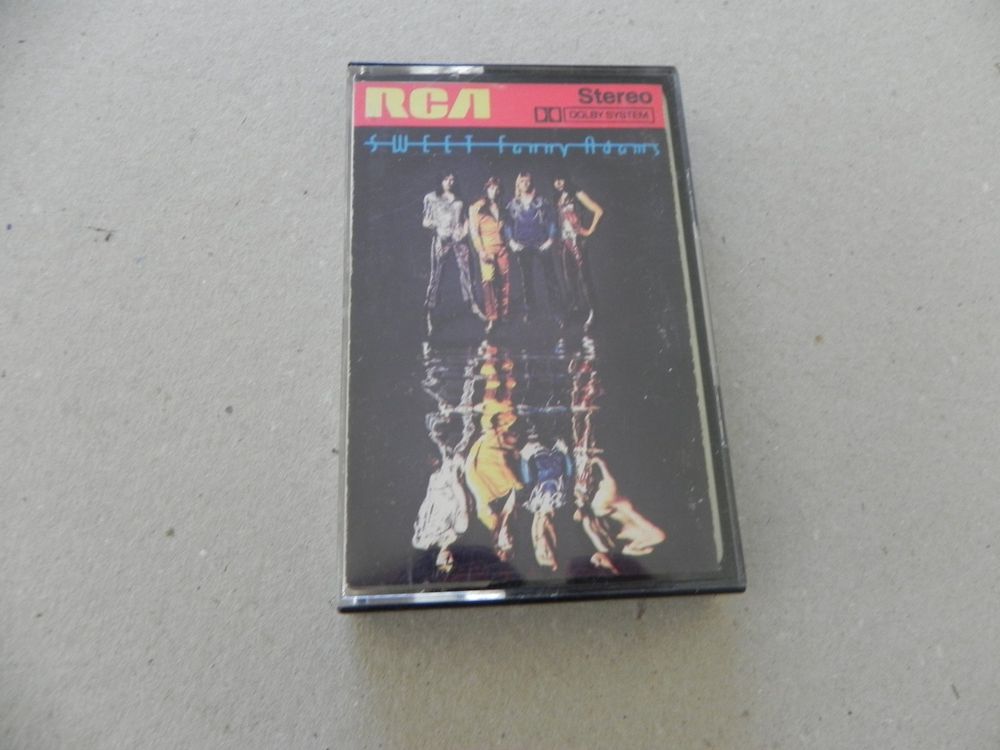 RCA
Stereo
DOLBY SYSTEM
SWEET Fanny Adams